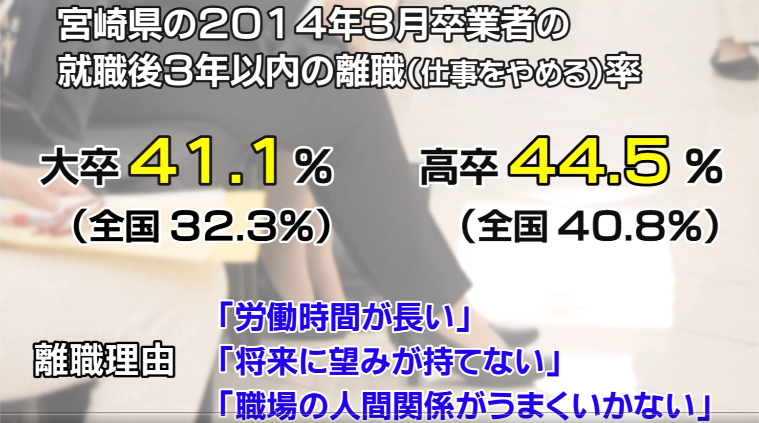 宮崎県の2014年3月卒業者の
就職後3年以内の離職(仕事をやめる)率
大卒 41.1% 高卒 44.5%
(全国 32.3%) (全国 40.8%)
「労働時間が長い」
離職理由 「将来に望みが持てない」
「職場の人間関係がうまくいかない」